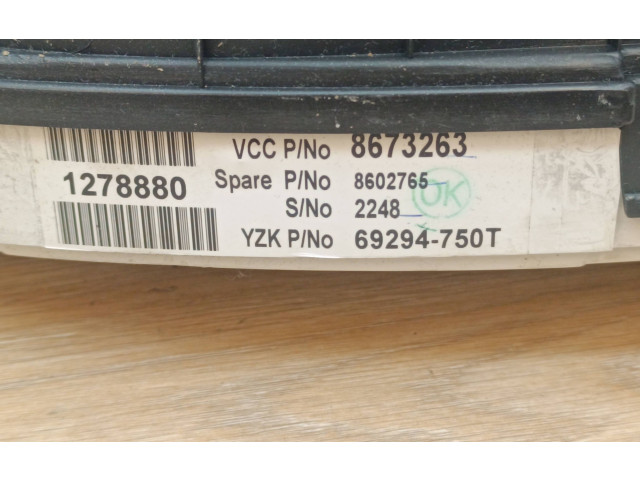 VCC P/No 8673263
1278880 Spare P/No 8602765 OK
S/No 2248
YZK P/No 69294-750T